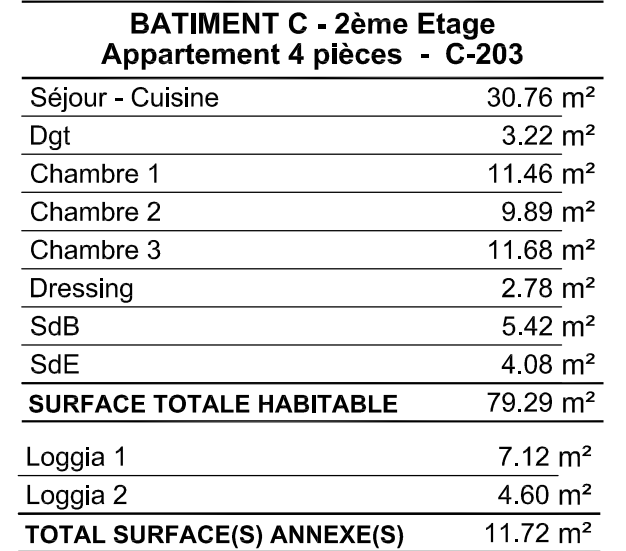 BATIMENT C - 2ème Etage
Appartement 4 pièces - C-203
Séjour - Cuisine 30.76 m²
Dgt 3.22 m²
Chambre 1 11.46 m²
Chambre 2 9.89 m²
Chambre 3 11.68 m²
Dressing 2.78 m²
SdB 5.42 m²
SdE 4.08 m²
SURFACE TOTALE HABITABLE 79.29 m²
Loggia 1 7.12 m²
Loggia 2 4.60 m²
TOTAL SURFACE(S) ANNEXE(S) 11.72 m²